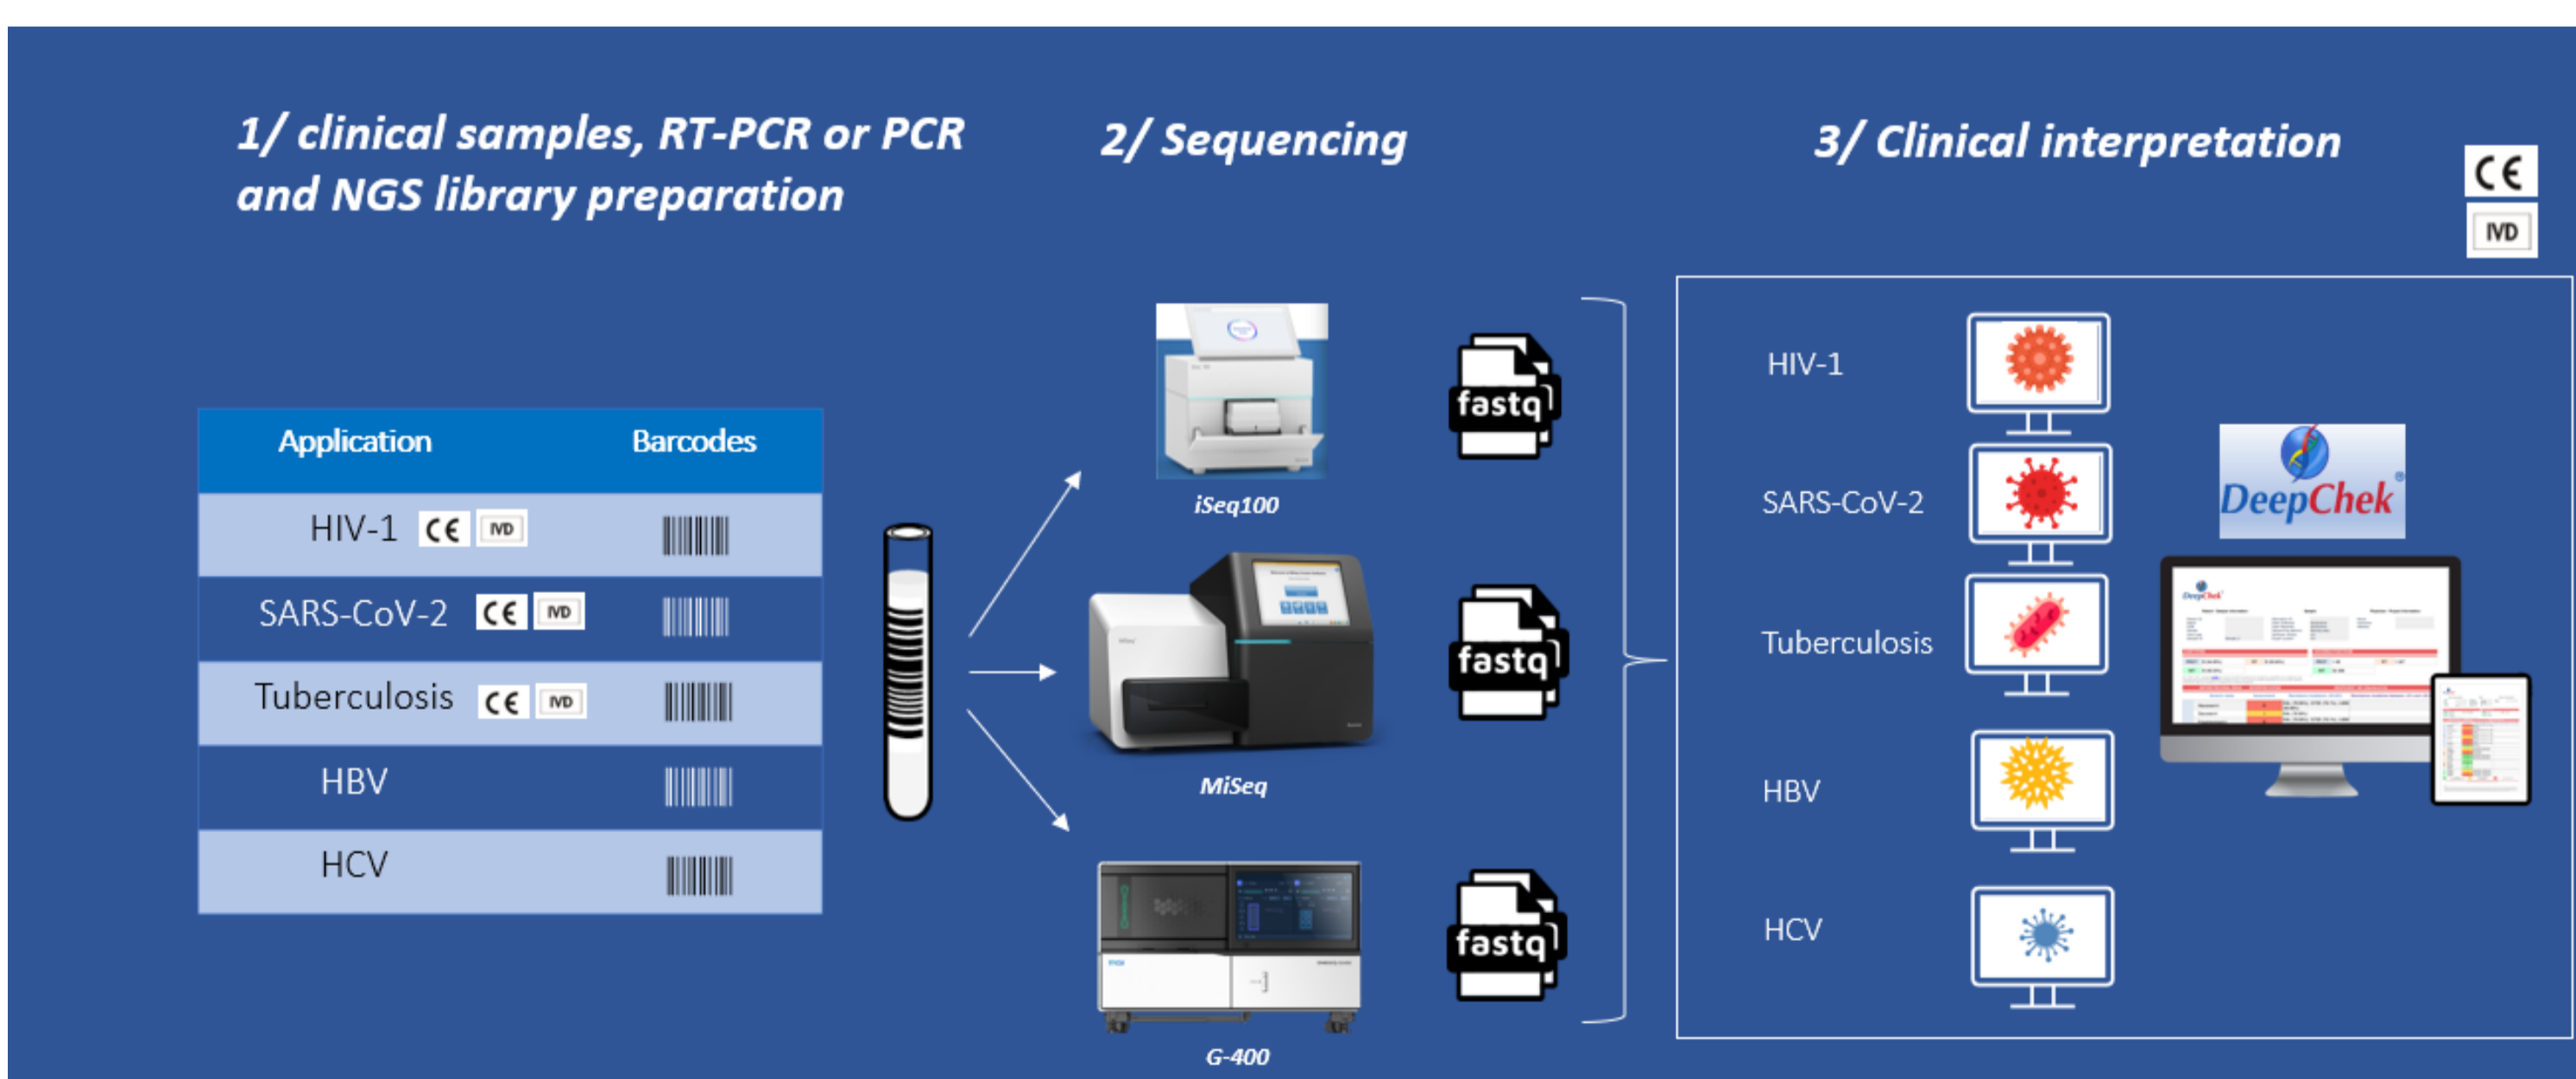 1/ clinical samples, RT-PCR or PCR
and NGS library preparation
2/ Sequencing
3/ Clinical interpretation
CE
IVD
Application Barcodes
HIV-1 CE IVD
SARS-CoV-2 CE IVD
Tuberculosis CE IVD
HBV
HCV
iSeq100
fastq
MiSeq
fastq
G-400
fastq
HIV-1
SARS-CoV-2
Tuberculosis
HBV
HCV
DeepChek®
DeepChek